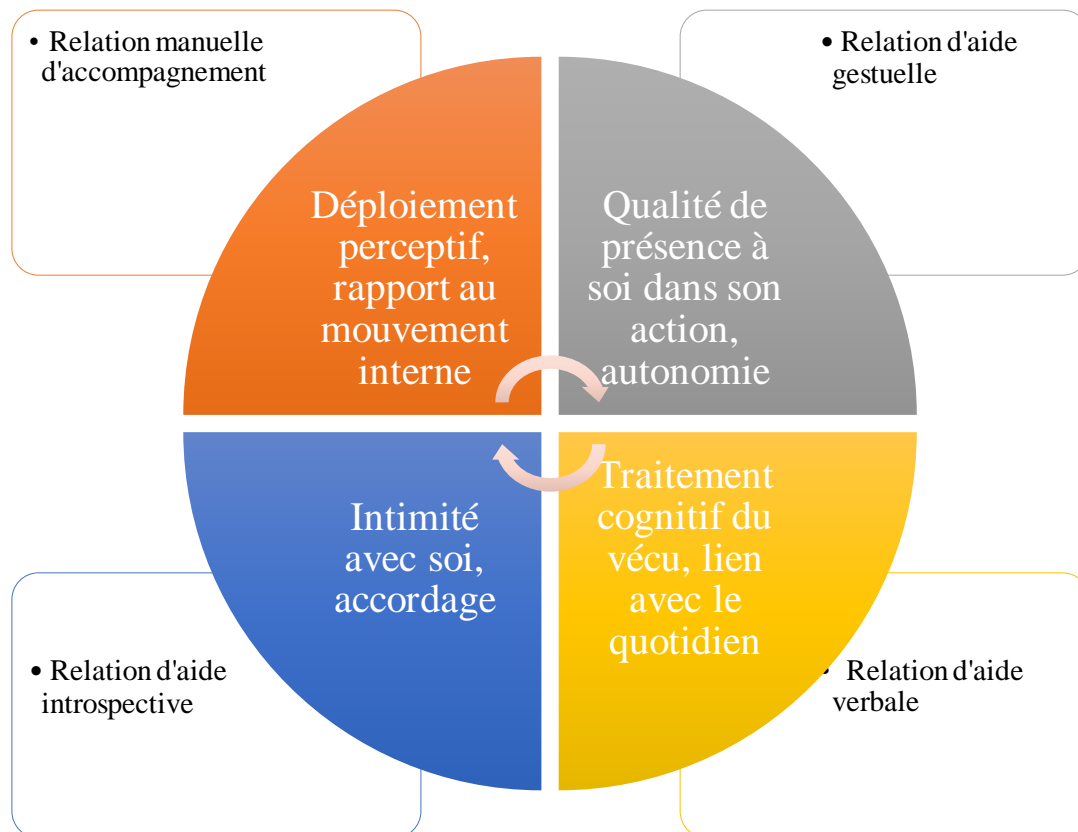 • Relation manuelle
d'accompagnement
• Relation d'aide
gestuelle
Déploiement
perceptif,
rapport au
mouvement
interne
Qualité de
présence à
soi dans son
action,
autonomie
Intimité
avec soi,
accordage
Traitement
cognitif du
vécu, lien
avec le
quotidien
• Relation d'aide
introspective
• Relation d'aide
verbale